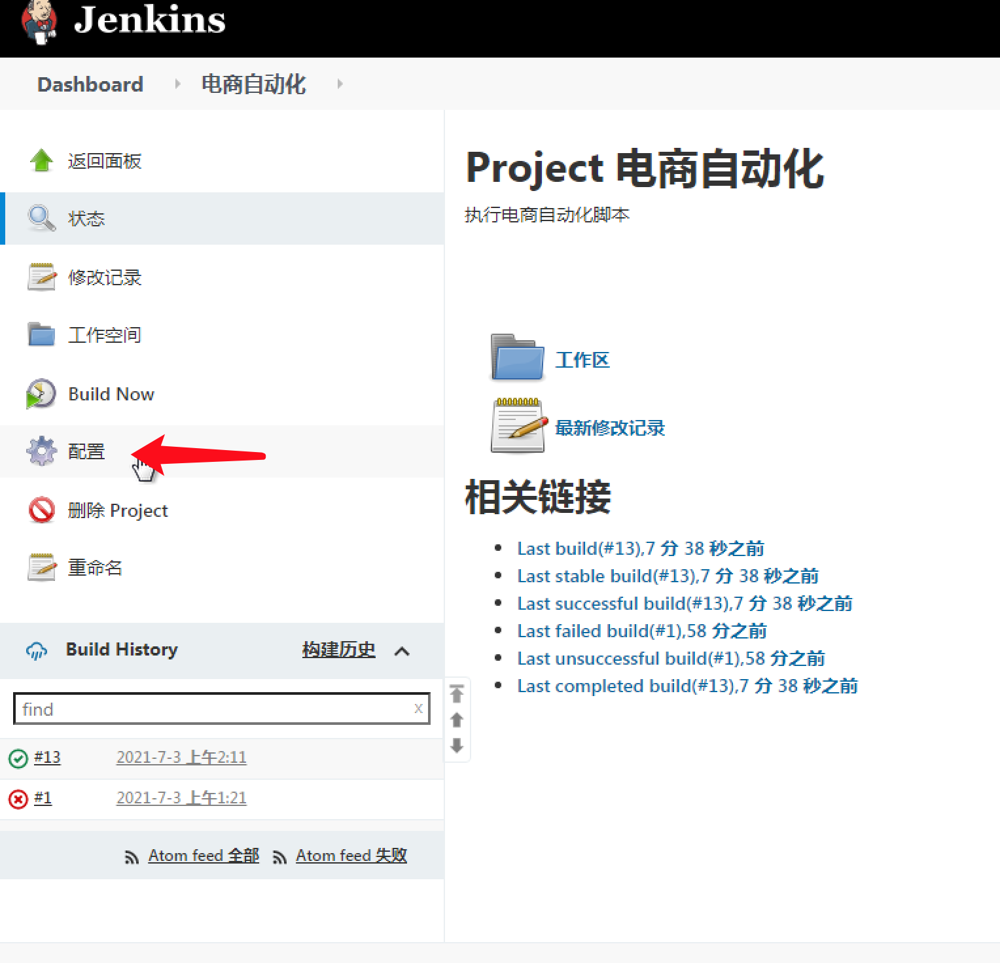 Jenkins
Dashboard
电商自动化
返回面板
状态
修改记录
工作空间
Build Now
配置
删除 Project
重命名
Build History
构建历史
find
x
#13
2021-7-3 上午2:11
#1
2021-7-3 上午1:21
Atom feed 全部
Atom feed 失败
Project 电商自动化
执行电商自动化脚本
工作区
最新修改记录
相关链接
Last build(#13),7 分 38 秒之前
Last stable build(#13),7 分 38 秒之前
Last successful build(#13),7 分 38 秒之前
Last failed build(#1),58 分之前
Last unsuccessful build(#1),58 分之前
Last completed build(#13),7 分 38 秒之前